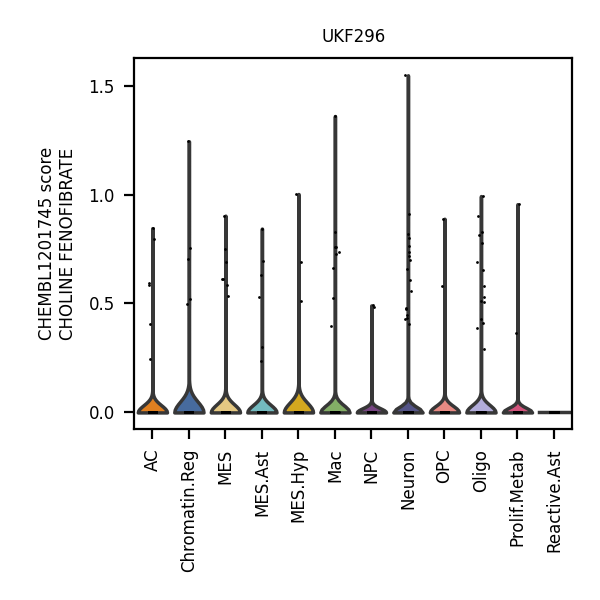 UKF296
CHEMBL1201745 score
CHOLINE FENOFIBRATE
1.5
1.0
0.5
0.0
AC
Chromatin.Reg
MES
MES.Ast
MES.Hyp
Mac
NPC
Neuron
OPC
Oligo
Prolif.Metab
Reactive.Ast